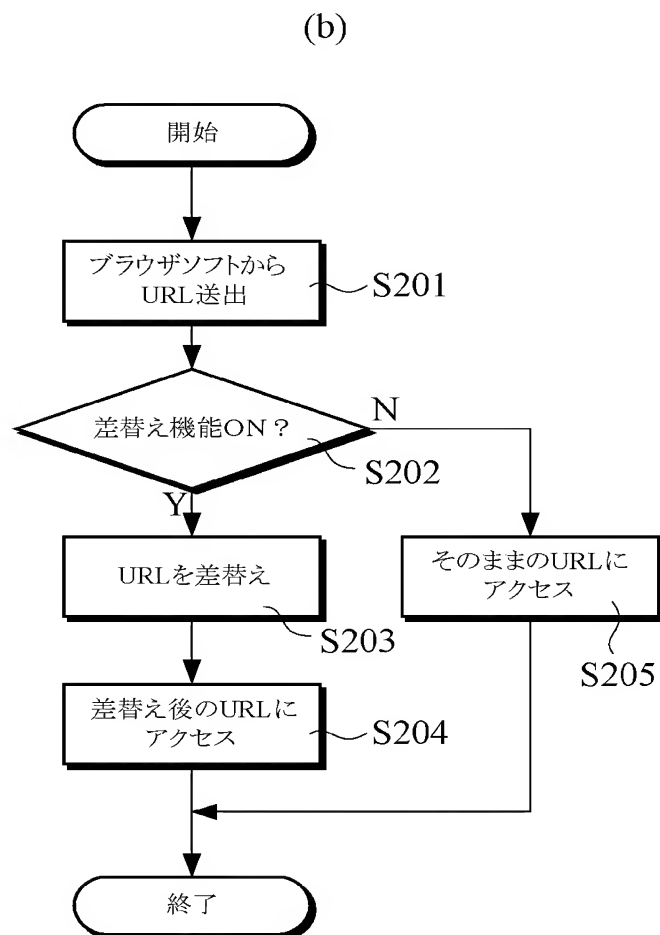 (b)
開始
ブラウザソフトから
URL送出
S201
差替え機能ON？
S202
N
Y
URLを差替え
S203
そのままのURLに
アクセス
S205
差替え後のURLに
アクセス
S204
終了